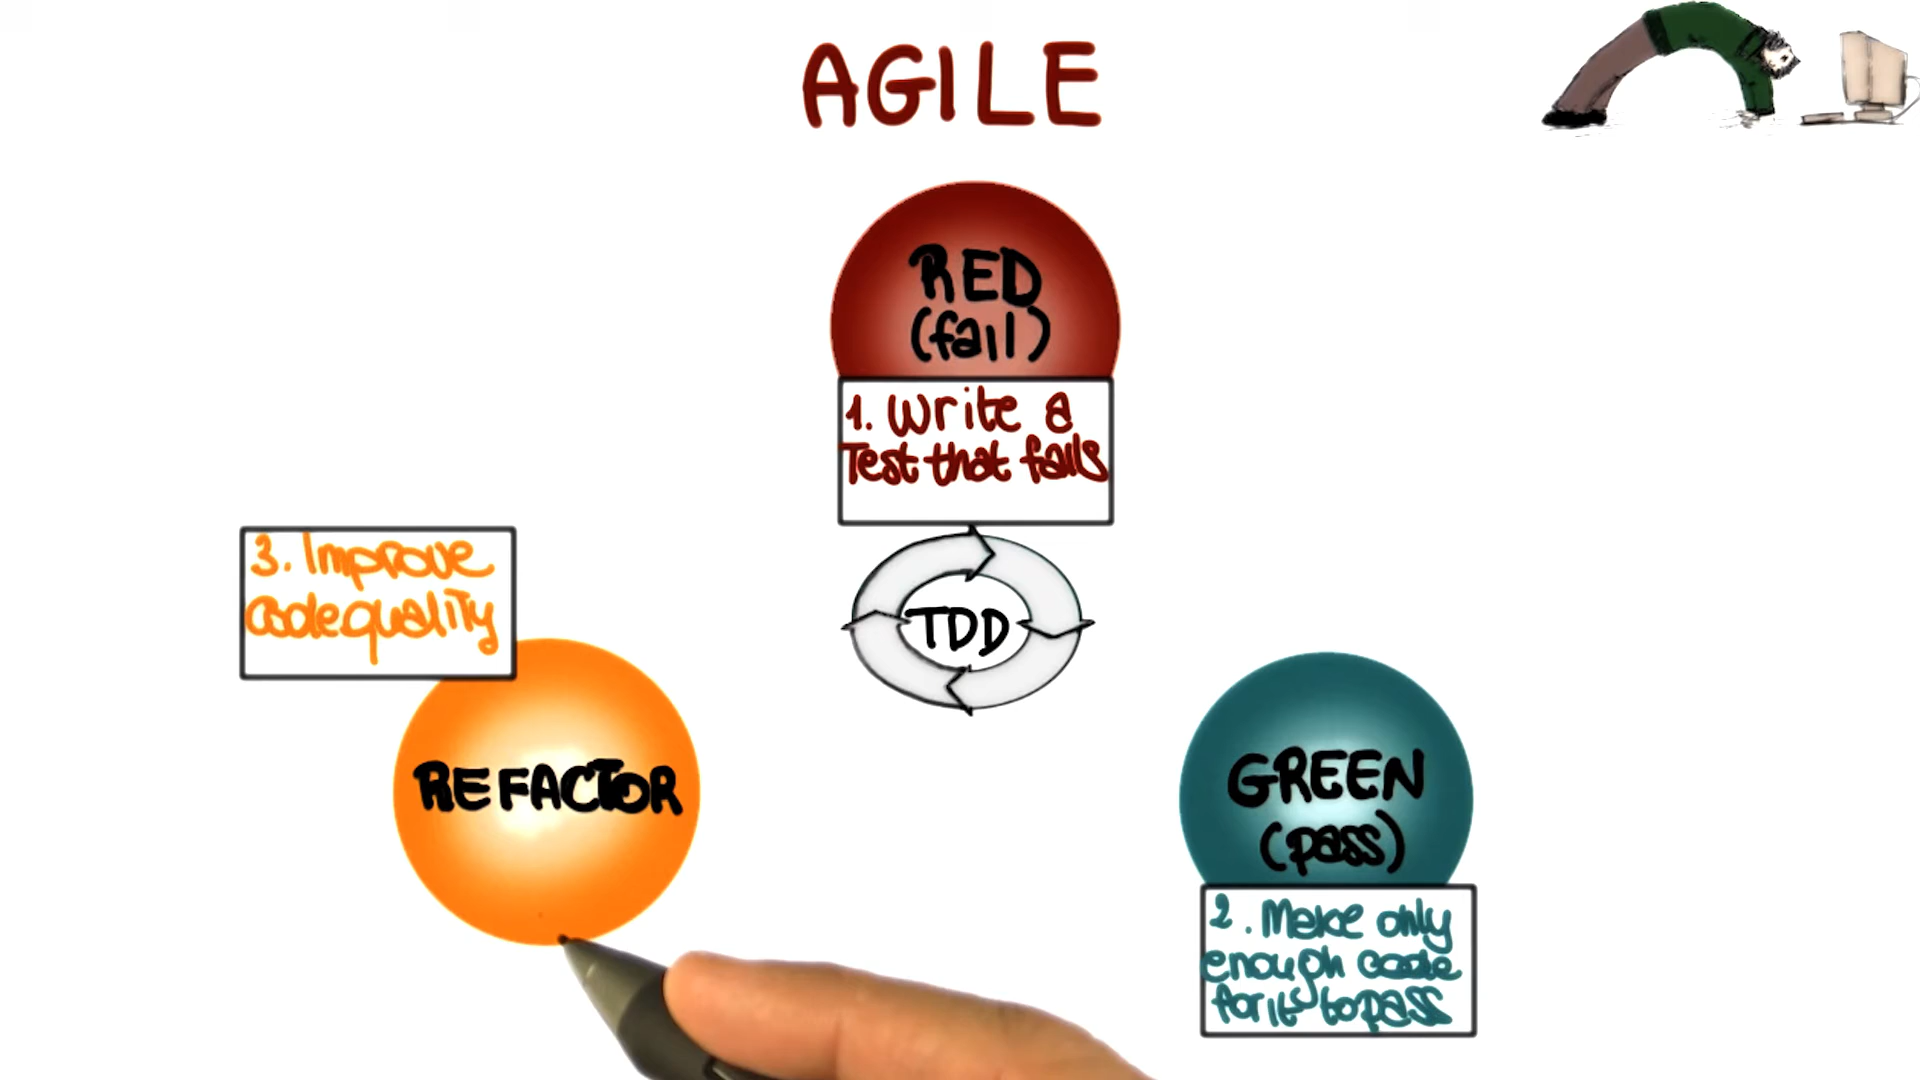 AGILE
RED
(fail)
1. Write a
Test that fails
3. Improve
code quality
TDD
REFACTOR
GREEN
(pass)
2. Make only
enough code
for it to pass